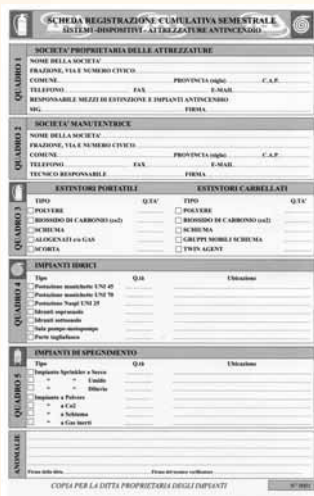 SCHEDA REGISTRAZIONE CUMULATIVA SEMESTRALE
SISTEMI -DISPOSITIVI - ATTREZZATURE ANTINCENDIO
QUADRO 1
SOCIETA' PROPRIETARIA DELLE ATTREZZATURE
NOME DELLA SOCIETA'
FRAZIONE, VIA E NUMERO CIVICO
COMUNE PROVINCIA (sigla) C.A.P.
TELEFONO FAX E-MAIL
RESPONSABILE MEZZI DI ESTINZIONE E IMPIANTI ANTINCENDIO
SIG. FIRMA
QUADRO 2
SOCIETA' MANUTENTRICE
NOME DELLA SOCIETA'
FRAZIONE, VIA E NUMERO CIVICO
COMUNE PROVINCIA (sigla) C.A.P.
TELEFONO FAX E-MAIL
TECNICO RESPONSABILE FIRMA
QUADRO 3
ESTINTORI PORTATILI ESTINTORI CARRELLATI
TIPO Q.TA' TIPO Q.TA'
POLVERE POLVERE
BIOSSIDO DI CARBONIO (co2) BIOSSIDO DI CARBONIO (co2)
SCHIUMA SCHIUMA
ALOGENATI e/o GAS GRUPPI MOBILI SCHIUMA
SCORTA TWIN AGENT
QUADRO 4
IMPIANTI IDRICI
Tipo Q.tà Ubicazione
Postazione manichette UNI 45
Postazione manichette UNI 70
Postazione Naspi UNI 25
Idranti soprasuolo
Idranti sottosuolo
Sala pompe-motopompa
Porte tagliafuoco
QUADRO 5
IMPIANTI DI SPEGNIMENTO
Tipo Q.tà Ubicazione
Impianto Sprinkler a Secco
" " Umido
" " Diluvio
Impianto a Polvere
" a Co2
" a Schiuma
" a Gas inerti
ANOMALIE
Firma della ditta Firma del tecnico verificatore
COPIA PER LA DITTA PROPRIETARIA DEGLI IMPIANTI